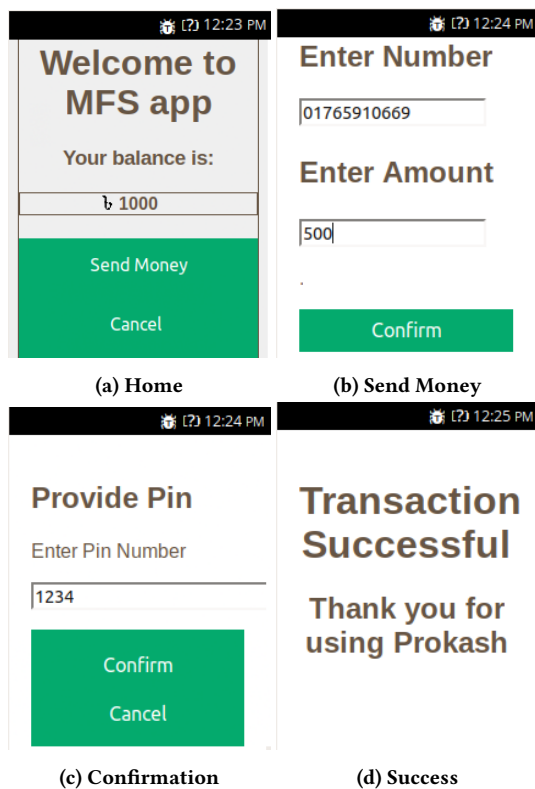 12:23 PM
Welcome to
MFS app
Your balance is:
৳ 1000
Send Money
Cancel
(a) Home
12:24 PM
Enter Number
01765910669
Enter Amount
500
.
Confirm
(b) Send Money
12:24 PM
Provide Pin
Enter Pin Number
1234
Confirm
Cancel
(c) Confirmation
12:25 PM
Transaction
Successful
Thank you for
using Prokash
(d) Success